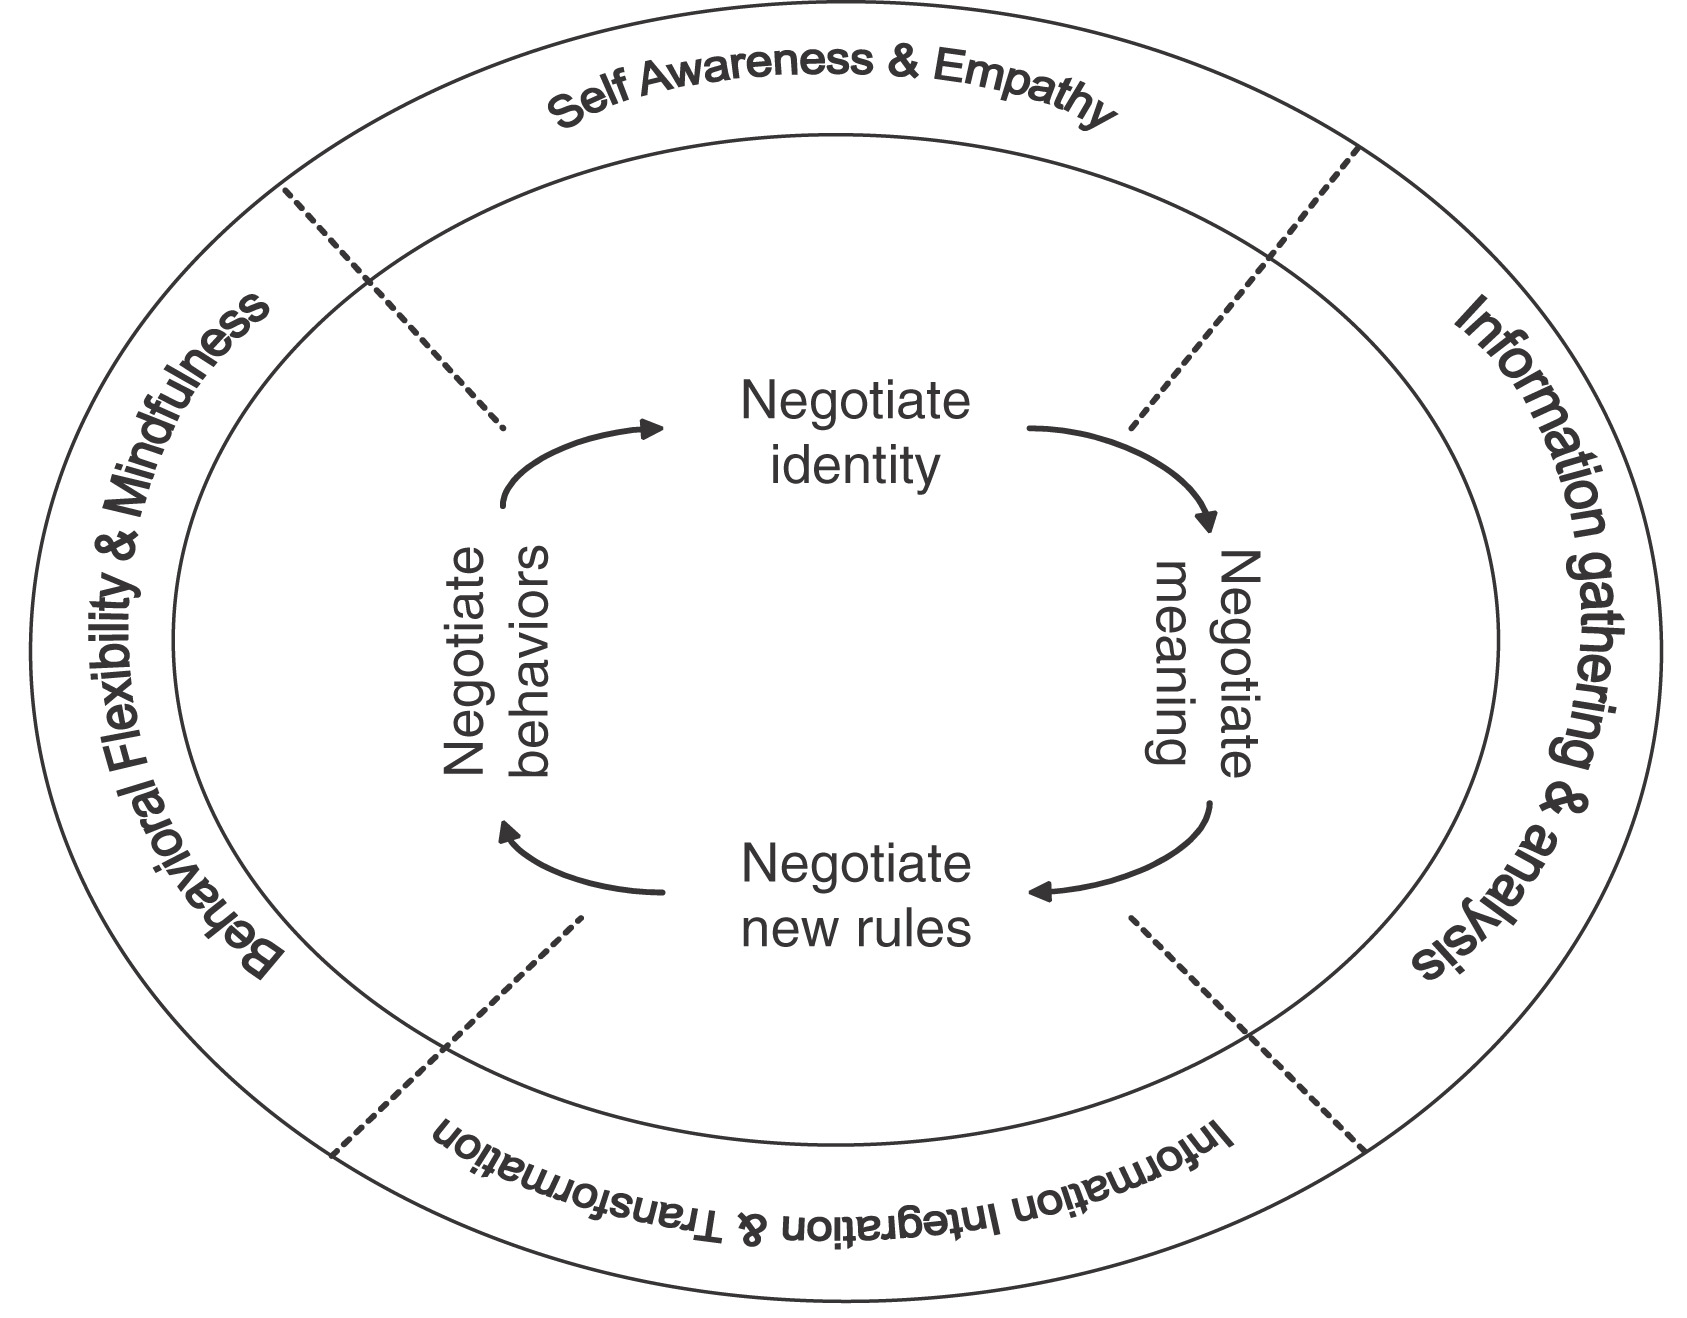 Self Awareness & Empathy
Information gathering & analysis
Information Integration & Transformation
Behavioral Flexibility & Mindfulness
Negotiate
identity
Negotiate
meaning
Negotiate
new rules
Negotiate
behaviors